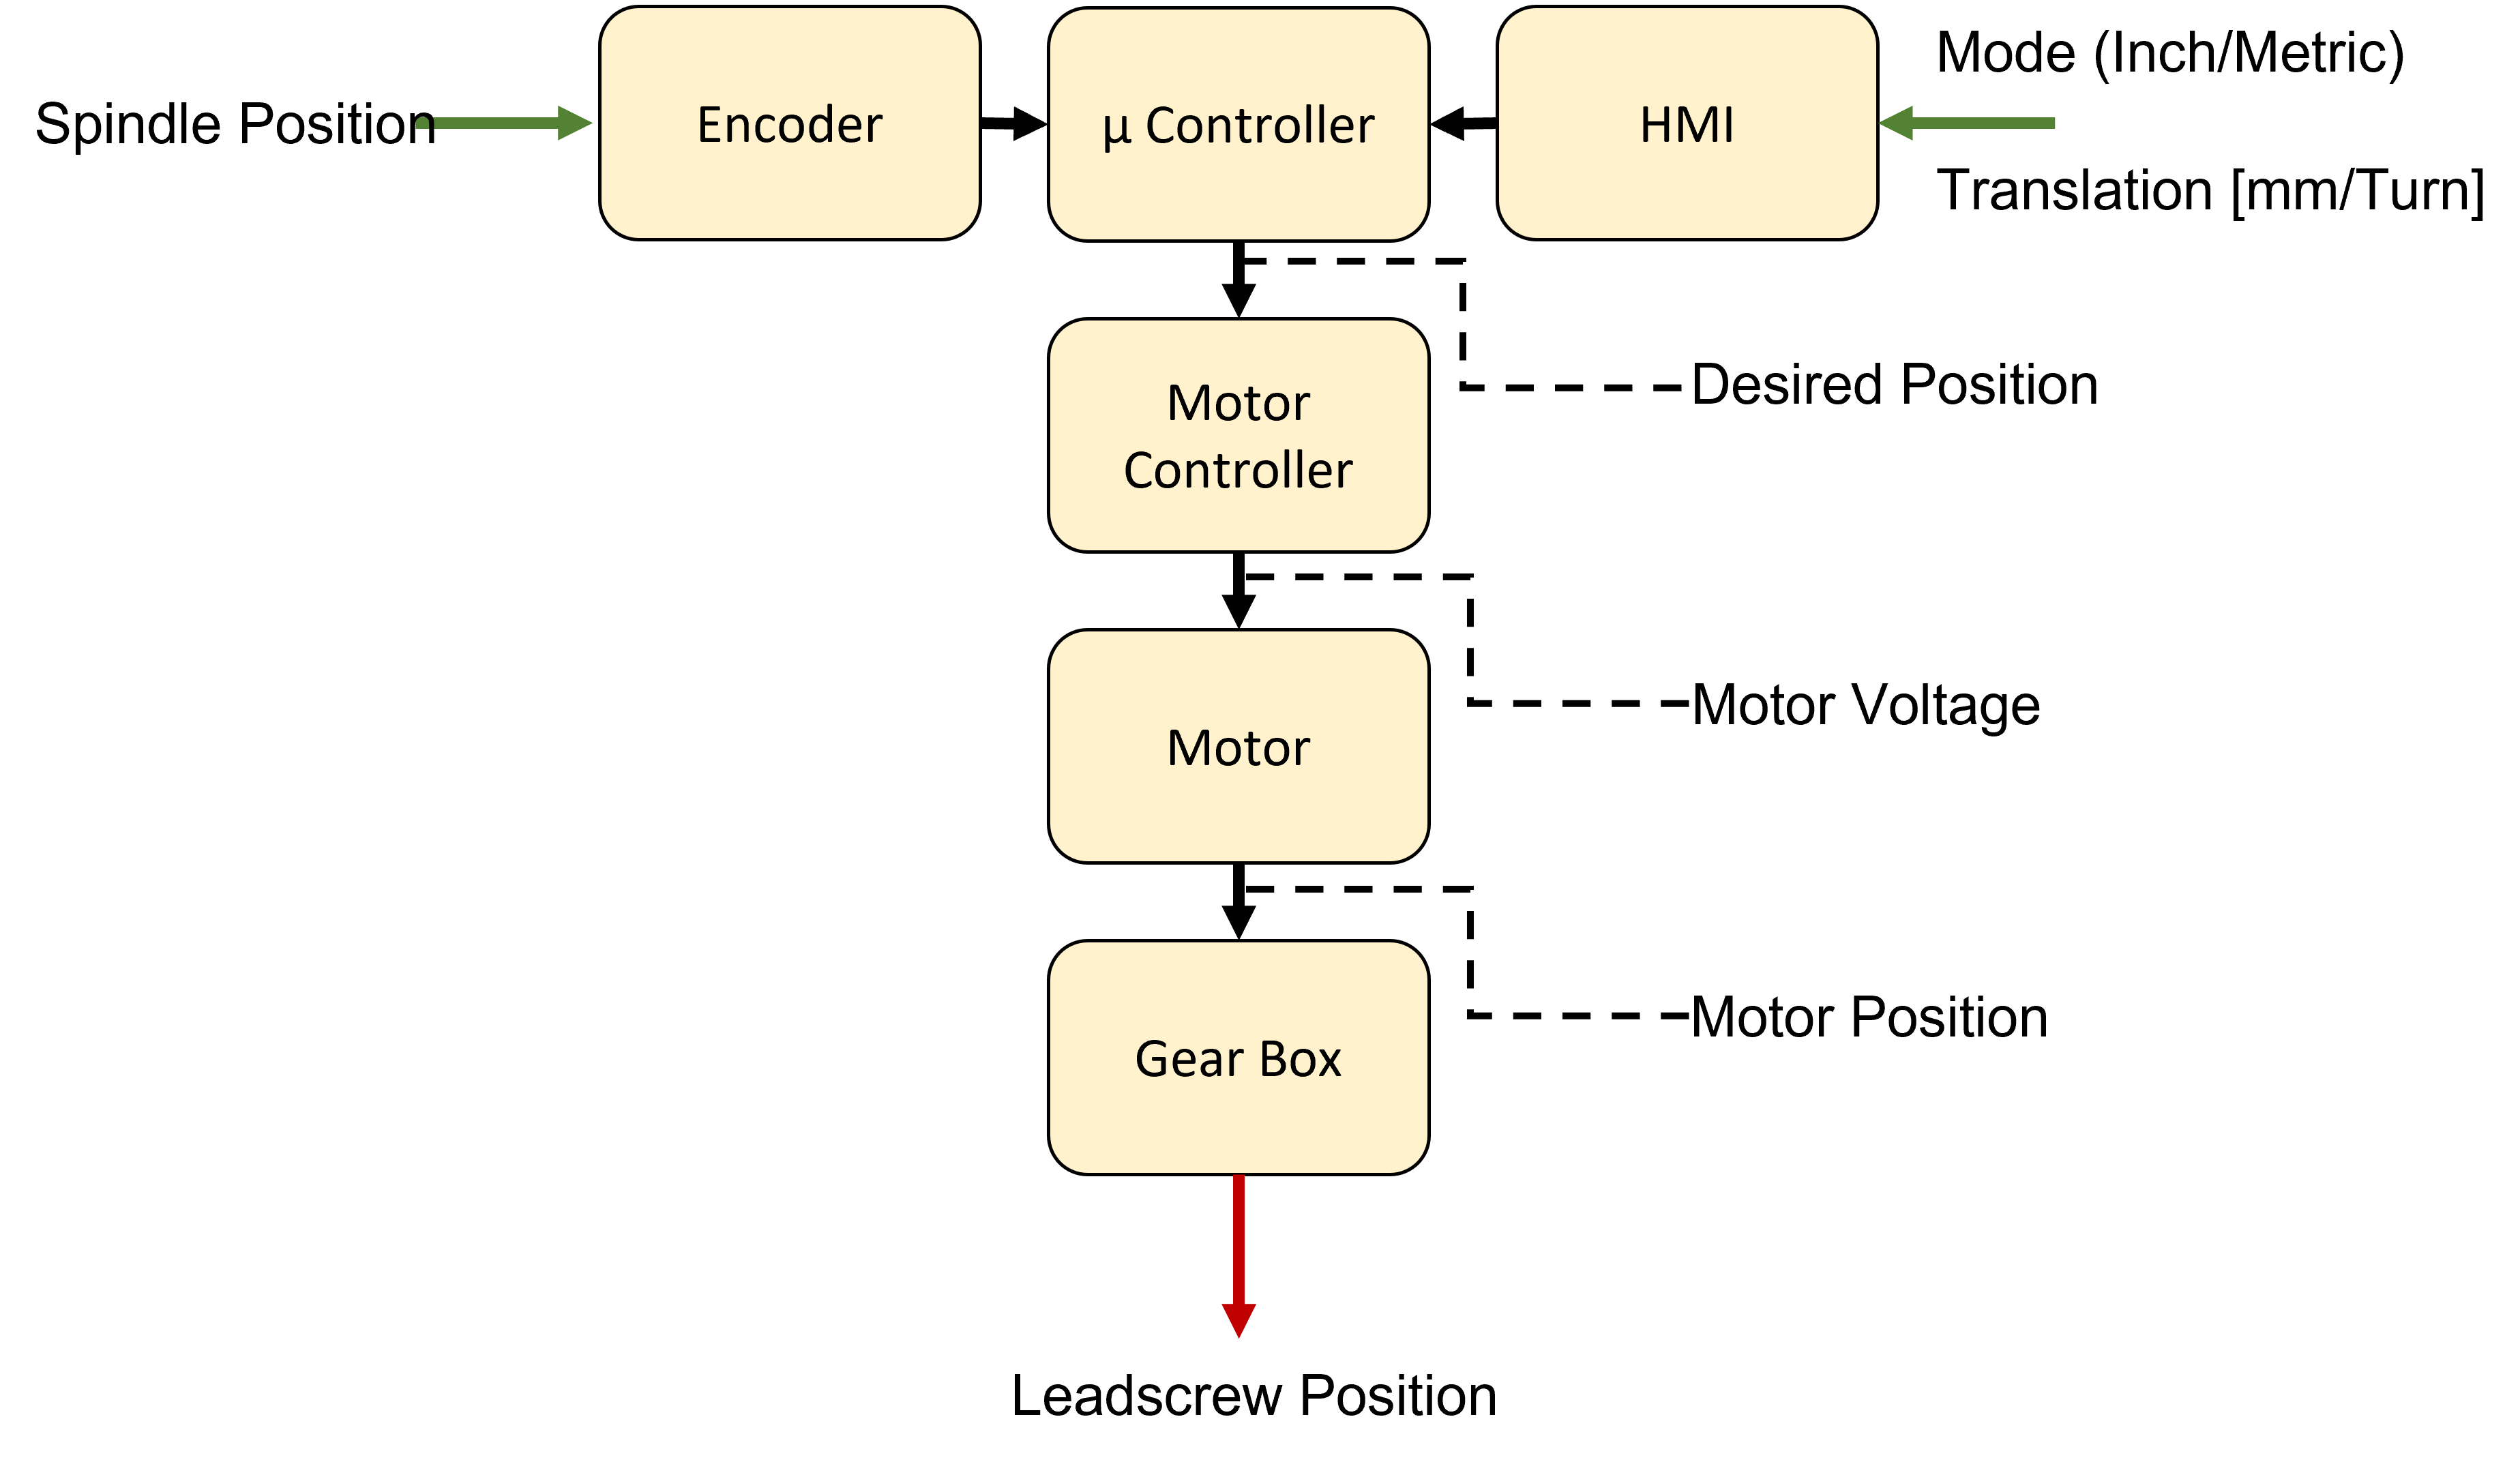 Spindle Position
Encoder
µ Controller
HMI
Mode (Inch/Metric)
Translation [mm/Turn]
Desired Position
Motor
Controller
Motor Voltage
Motor
Motor Position
Gear Box
Leadscrew Position